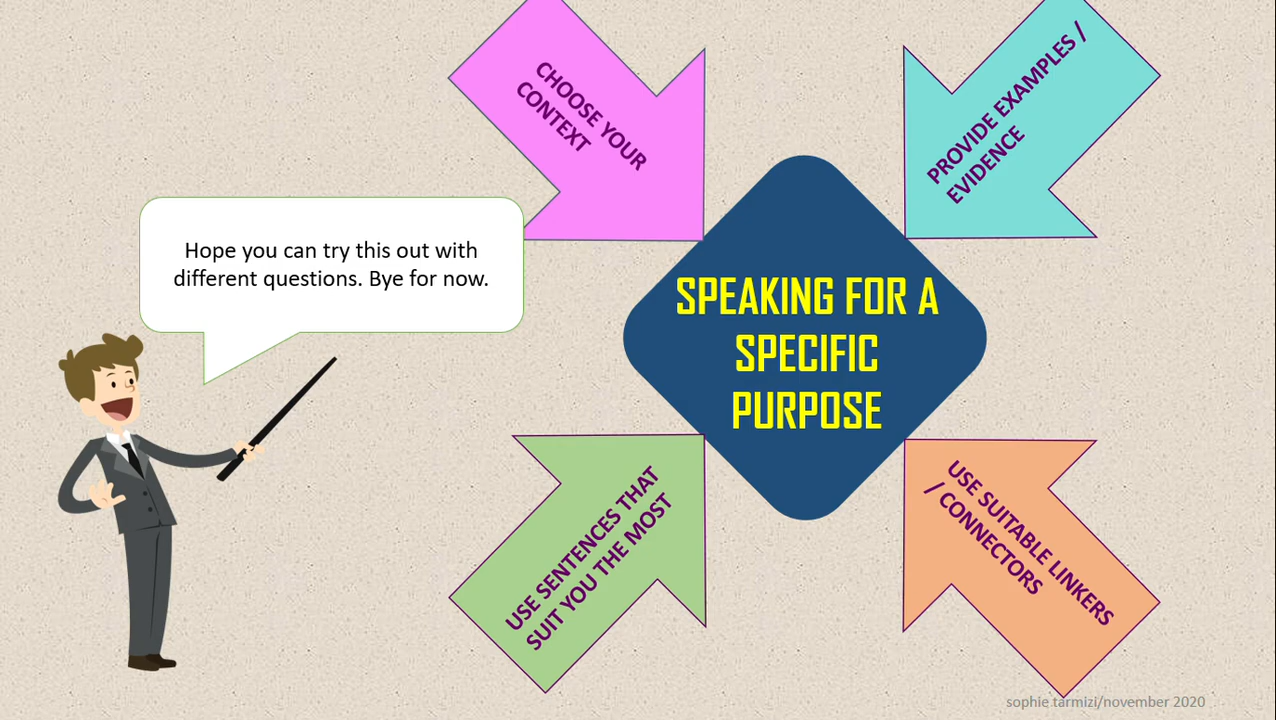 CHOOSE YOUR
CONTEXT
PROVIDE EXAMPLES /
EVIDENCE
Hope you can try this out with
different questions. Bye for now.
SPEAKING FOR A
SPECIFIC
PURPOSE
USE SENTENCES THAT
SUIT YOU THE MOST
USE SUITABLE LINKERS
/ CONNECTORS
sophie tarmizi/november 2020